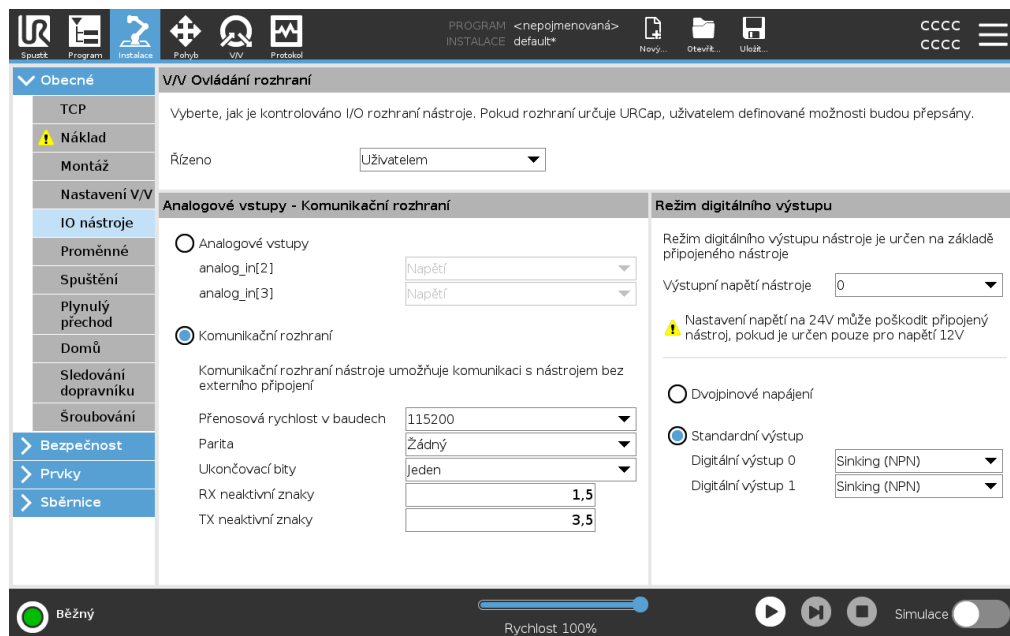 PROGRAM <nepojmenovaná>
INSTALACE default*
Spustit
Program
Instalace
Pohyb
V/V
Protokol
Nový...
Otevřít...
Uložit...
CCCC
CCCC
Obecné
TCP
Náklad
Montáž
Nastavení V/V
IO nástroje
Proměnné
Spuštění
Plynulý
přechod
Domů
Sledování
dopravníku
Šroubování
Bezpečnost
Prvky
Sběrnice
V/V Ovládání rozhraní
Vyberte, jak je kontrolováno I/O rozhraní nástroje. Pokud rozhraní určuje URCap, uživatelem definované možnosti budou přepsány.
Řízeno Uživatelem
Analogové vstupy - Komunikační rozhraní
Analogové vstupy
analog_in[2] Napětí
analog_in[3] Napětí
Komunikační rozhraní
Komunikační rozhraní nástroje umožňuje komunikaci s nástrojem bez
externího připojení
Přenosová rychlost v baudech 115200
Parita Žádný
Ukončovací bity Jeden
RX neaktivní znaky 1,5
TX neaktivní znaky 3,5
Režim digitálního výstupu
Režim digitálního výstupu nástroje je určen na základě
připojeného nástroje
Výstupní napětí nástroje 0
Nastavení napětí na 24V může poškodit připojený
nástroj, pokud je určen pouze pro napětí 12V
Dvojpinové napájení
Standardní výstup
Digitální výstup 0 Sinking (NPN)
Digitální výstup 1 Sinking (NPN)
Běžný
Rychlost 100%
Simulace